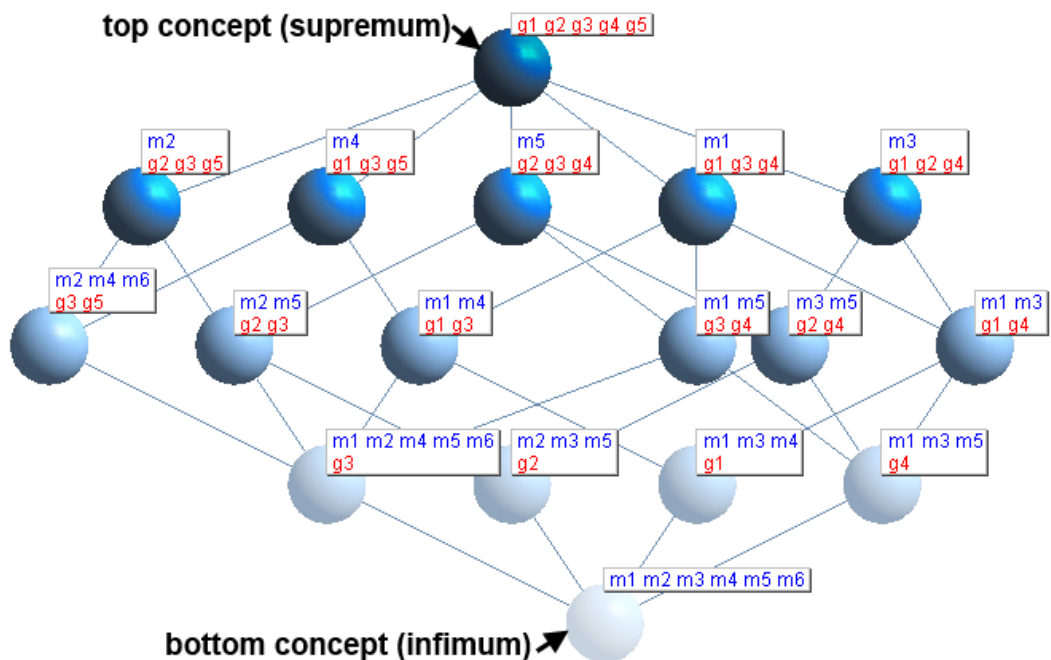 top concept (supremum)
g1 g2 g3 g4 g5
m2
g2 g3 g5
m4
g1 g3 g5
m5
g2 g3 g4
m1
g1 g3 g4
m3
g1 g2 g4
m2 m4 m6
g3 g5
m2 m5
g2 g3
m1 m4
g1 g3
m1 m5
g3 g4
m3 m5
g2 g4
m1 m3
g1 g4
m1 m2 m4 m5 m6
g3
m2 m3 m5
g2
m1 m3 m4
g1
m1 m3 m5
g4
m1 m2 m3 m4 m5 m6
bottom concept (infimum)